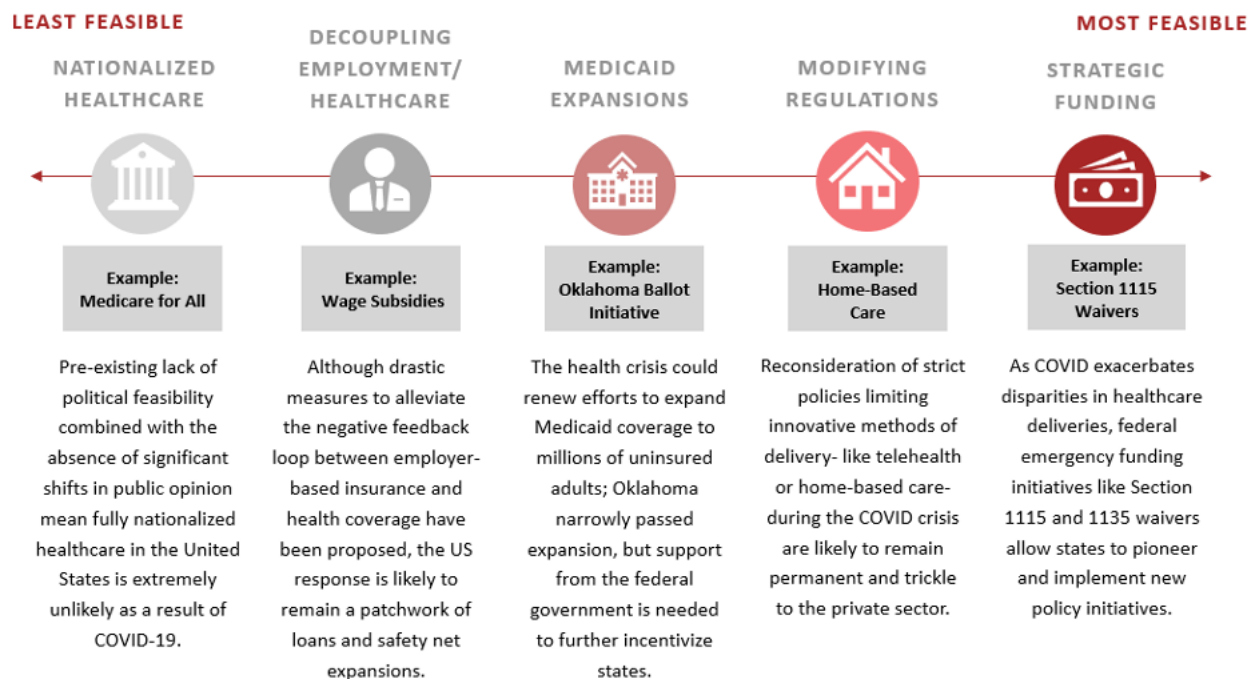 LEAST FEASIBLE
MOST FEASIBLE
NATIONALIZED
HEALTHCARE
DECOUPLING
EMPLOYMENT/
HEALTHCARE
MEDICAID
EXPANSIONS
MODIFYING
REGULATIONS
STRATEGIC
FUNDING
Example:
Medicare for All
Example:
Wage Subsidies
Example:
Oklahoma Ballot
Initiative
Example:
Home-Based
Care
Example:
Section 1115
Waivers
Pre-existing lack of
political feasibility
combined with the
absence of significant
shifts in public opinion
mean fully nationalized
healthcare in the United
States is extremely
unlikely as a result of
COVID-19.
Although drastic
measures to alleviate
the negative feedback
loop between employer-
based insurance and
health coverage have
been proposed, the US
response is likely to
remain a patchwork of
loans and safety net
expansions.
The health crisis could
renew efforts to expand
Medicaid coverage to
millions of uninsured
adults; Oklahoma
narrowly passed
expansion, but support
from the federal
government is needed
to further incentivize
states.
Reconsideration of strict
policies limiting
innovative methods of
delivery- like telehealth
or home-based care-
during the COVID crisis
are likely to remain
permanent and trickle
to the private sector.
As COVID exacerbates
disparities in healthcare
deliveries, federal
emergency funding
initiatives like Section
1115 and 1135 waivers
allow states to pioneer
and implement new
policy initiatives.